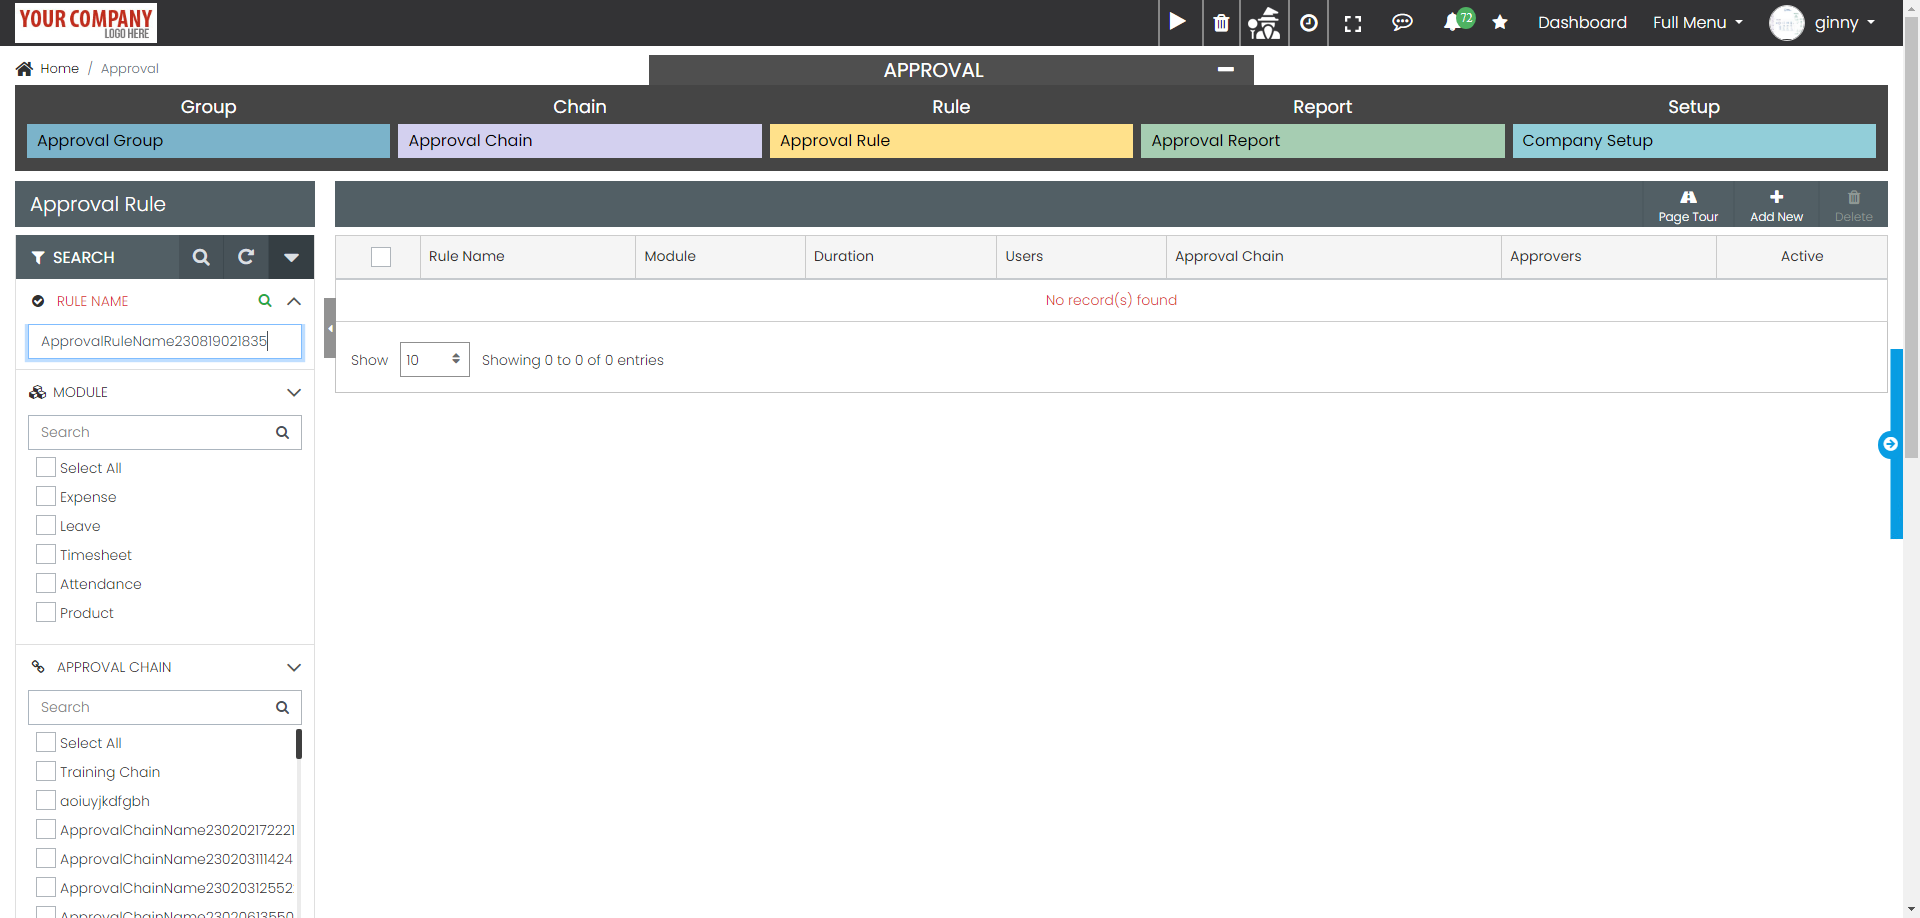 YOUR COMPANY
LOGO HERE
72
Dashboard
Full Menu
ginny
Home / Approval
APPROVAL
Group
Chain
Rule
Report
Setup
Approval Group
Approval Chain
Approval Rule
Approval Report
Company Setup
Approval Rule
Page Tour
Add New
Delete
SEARCH
Rule Name
Module
Duration
Users
Approval Chain
Approvers
Active
RULE NAME
No record(s) found
ApprovalRuleName230819021835
Show 10 Showing 0 to 0 of 0 entries
MODULE
Search
Select All
Expense
Leave
Timesheet
Attendance
Product
APPROVAL CHAIN
Search
Select All
Training Chain
aoiuyjkdfgbh
ApprovalChainName230202172221
ApprovalChainName230203111424
ApprovalChainName23020312552
ApprovalChainName23020613550